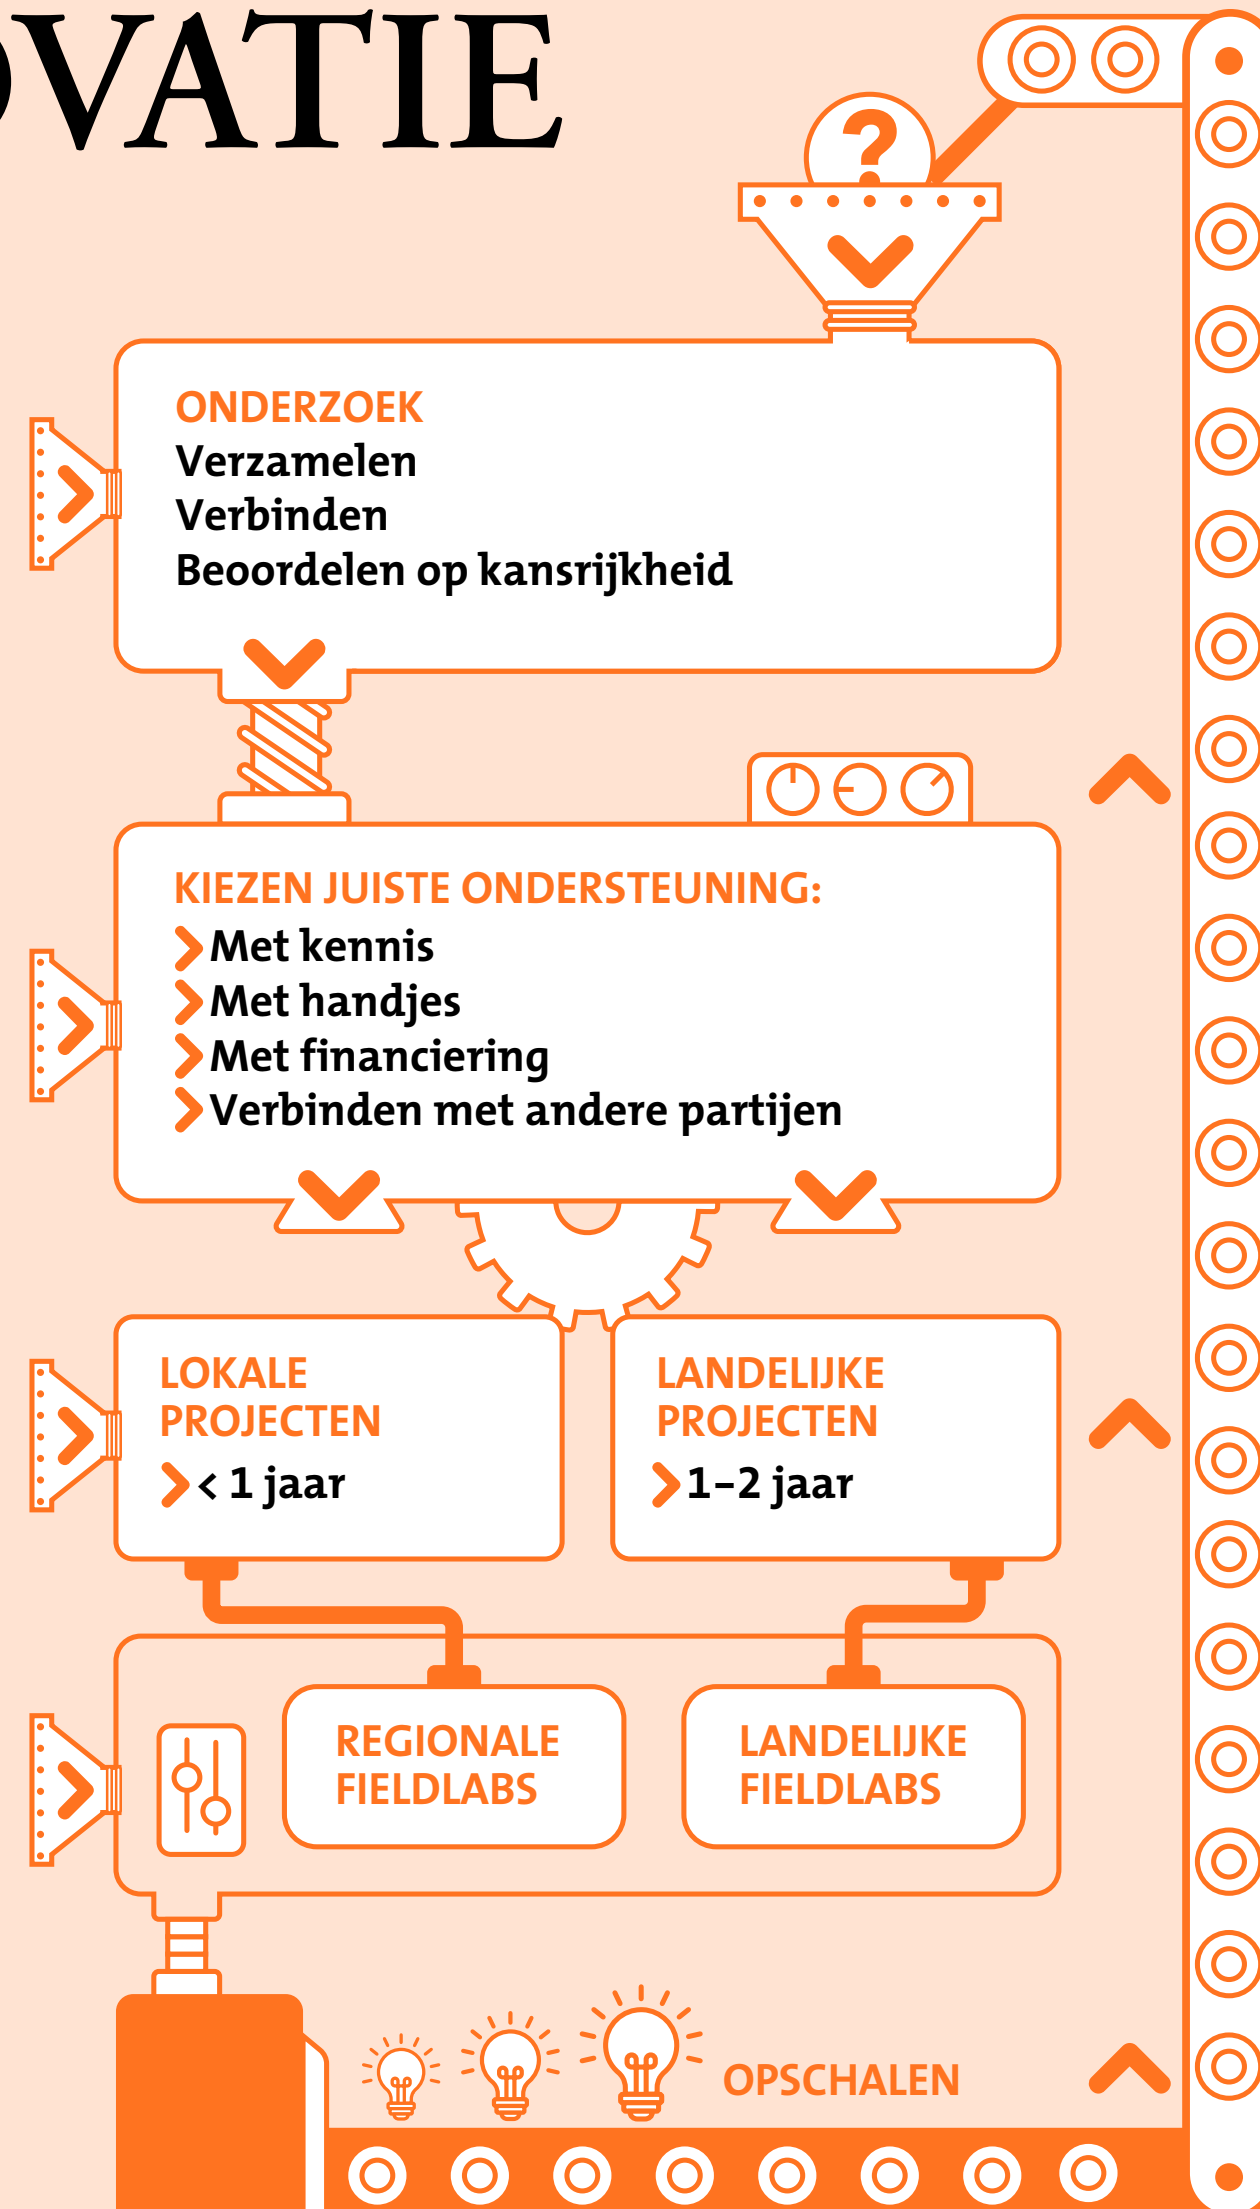 OVATIE
?
ONDERZOEK
Verzamelen
Verbinden
Beoordelen op kansrijkheid
KIEZEN JUISTE ONDERSTEUNING:
Met kennis
Met handjes
Met financiering
Verbinden met andere partijen
LOKALE
PROJECTEN
< 1 jaar
LANDELIJKE
PROJECTEN
1–2 jaar
REGIONALE
FIELDLABS
LANDELIJKE
FIELDLABS
OPSCHALEN